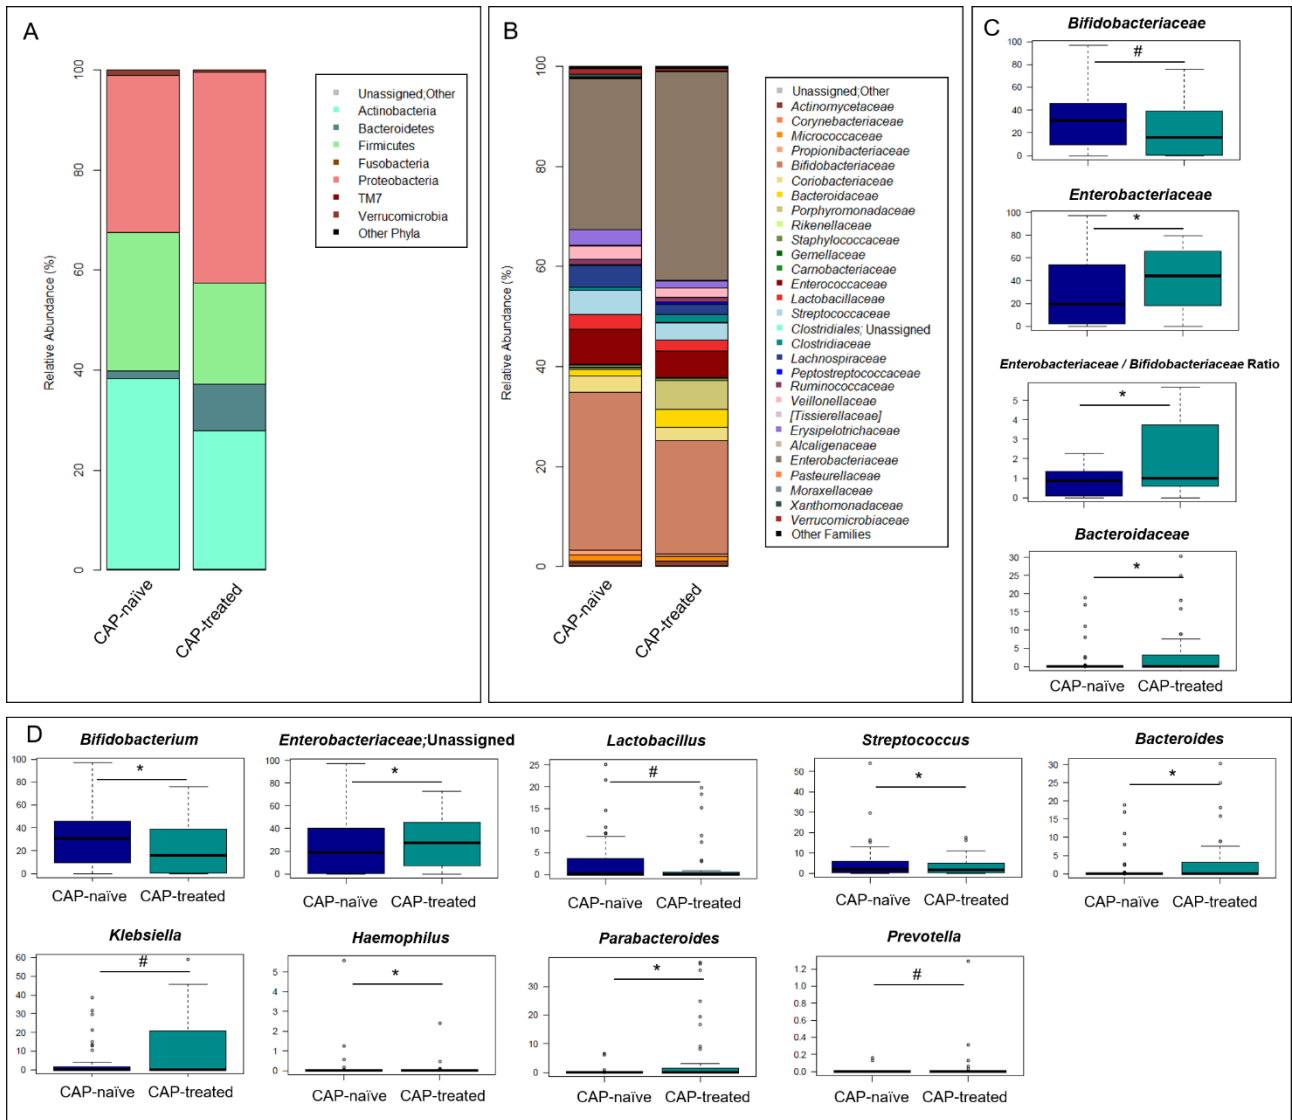 A
Relative Abundance (%)
0
20
40
60
80
100
CAP-naïve
CAP-treated
Unassigned;Other
Actinobacteria
Bacteroidetes
Firmicutes
Fusobacteria
Proteobacteria
TM7
Verrucomicrobia
Other Phyla
B
Relative Abundance (%)
0
20
40
60
80
100
CAP-naïve
CAP-treated
Unassigned;Other
Actinomycetaceae
Corynebacteriaceae
Micrococcaceae
Propionibacteriaceae
Bifidobacteriaceae
Coriobacteriaceae
Bacteroidaceae
Porphyromonadaceae
Rikenellaceae
Staphylococcaceae
Gemellaceae
Carnobacteriaceae
Enterococcaceae
Lactobacillaceae
Streptococcaceae
Clostridiales; Unassigned
Clostridiaceae
Lachnospiraceae
Peptostreptococcaceae
Ruminococcaceae
Veillonellaceae
[Tissierellaceae]
Erysipelotrichaceae
Alcaligenaceae
Enterobacteriaceae
Pasteurellaceae
Moraxellaceae
Xanthomonadaceae
Verrucomicrobiaceae
Other Families
C
Bifidobacteriaceae
#
100
80
60
40
20
0
Enterobacteriaceae
*
100
80
60
40
20
0
Enterobacteriaceae / Bifidobacteriaceae Ratio
*
5
4
3
2
1
0
Bacteroidaceae
*
30
25
20
15
10
5
0
CAP-naïve CAP-treated
D
Bifidobacterium
*
100
80
60
40
20
0
CAP-naïve CAP-treated
Enterobacteriaceae;Unassigned
*
100
80
60
40
20
0
CAP-naïve CAP-treated
Lactobacillus
#
25
20
15
10
5
0
CAP-naïve CAP-treated
Streptococcus
*
50
40
30
20
10
0
CAP-naïve CAP-treated
Bacteroides
*
30
25
20
15
10
5
0
CAP-naïve CAP-treated
Klebsiella
#
60
50
40
30
20
10
0
CAP-naïve CAP-treated
Haemophilus
*
5
4
3
2
1
0
CAP-naïve CAP-treated
Parabacteroides
*
30
20
10
0
CAP-naïve CAP-treated
Prevotella
#
1.2
1.0
0.8
0.6
0.4
0.2
0.0
CAP-naïve CAP-treated